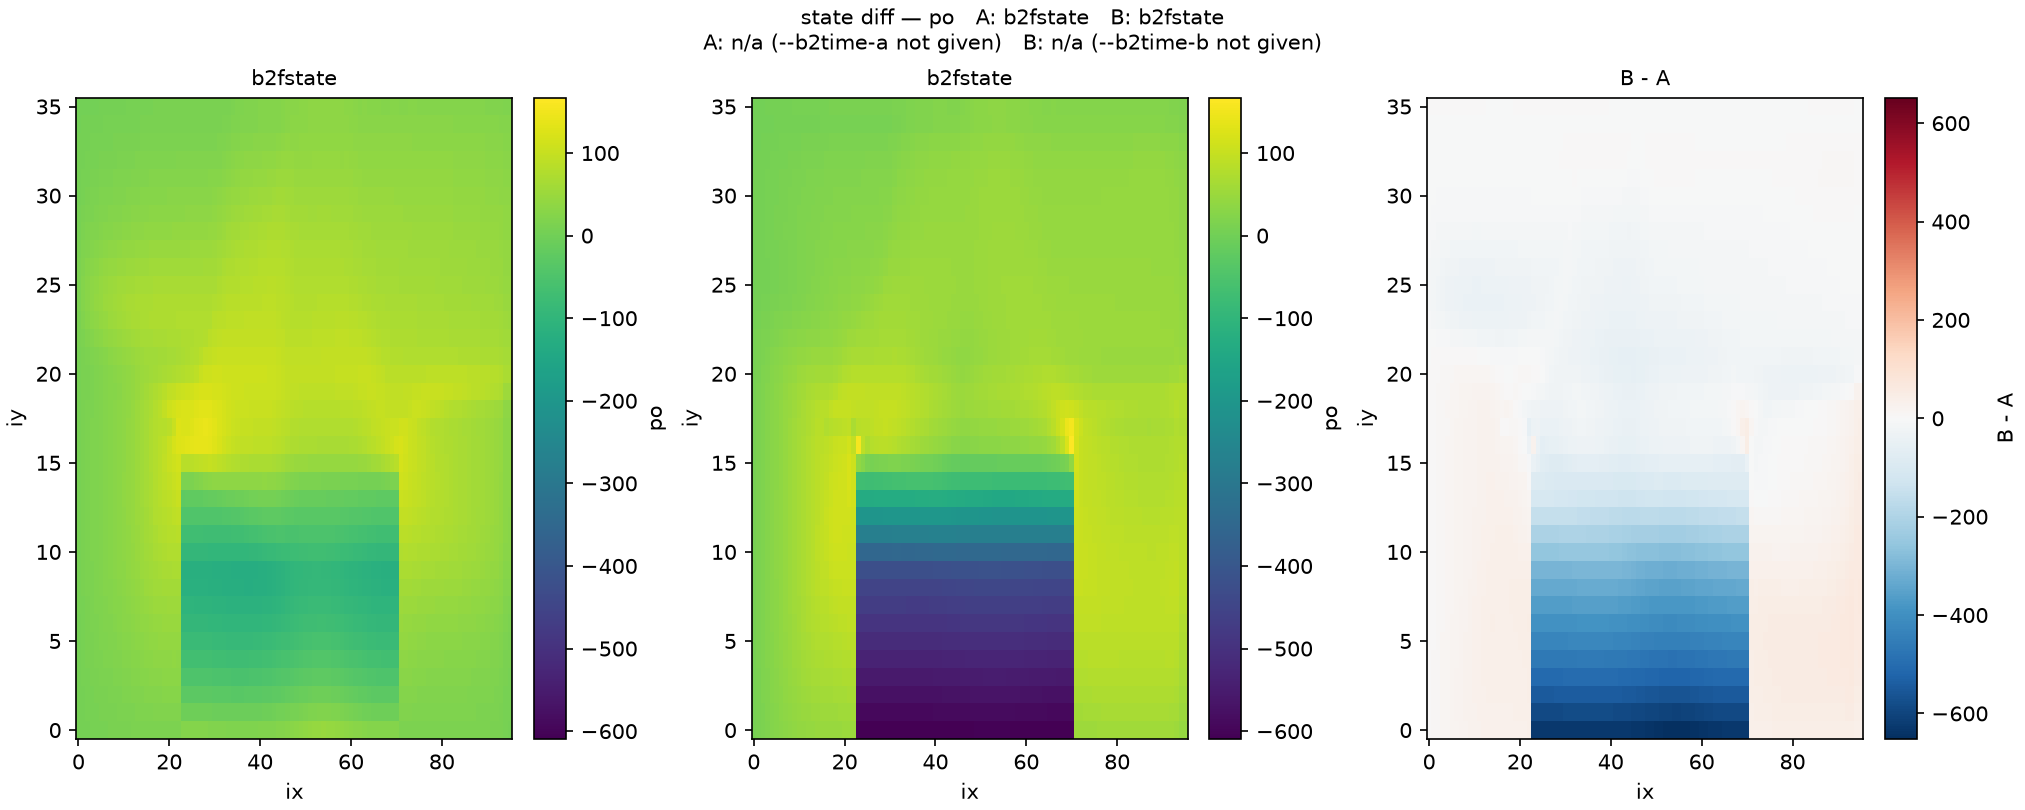 state diff — po   A: b2fstate   B: b2fstate
A: n/a (--b2time-a not given)   B: n/a (--b2time-b not given)
b2fstate
35
30
25
20
15
10
5
0
iy
0 20 40 60 80
ix
100
0
−100
−200
−300
−400
−500
−600
po
b2fstate
35
30
25
20
15
10
5
0
iy
0 20 40 60 80
ix
100
0
−100
−200
−300
−400
−500
−600
po
B - A
35
30
25
20
15
10
5
0
iy
0 20 40 60 80
ix
600
400
200
0
−200
−400
−600
B - A